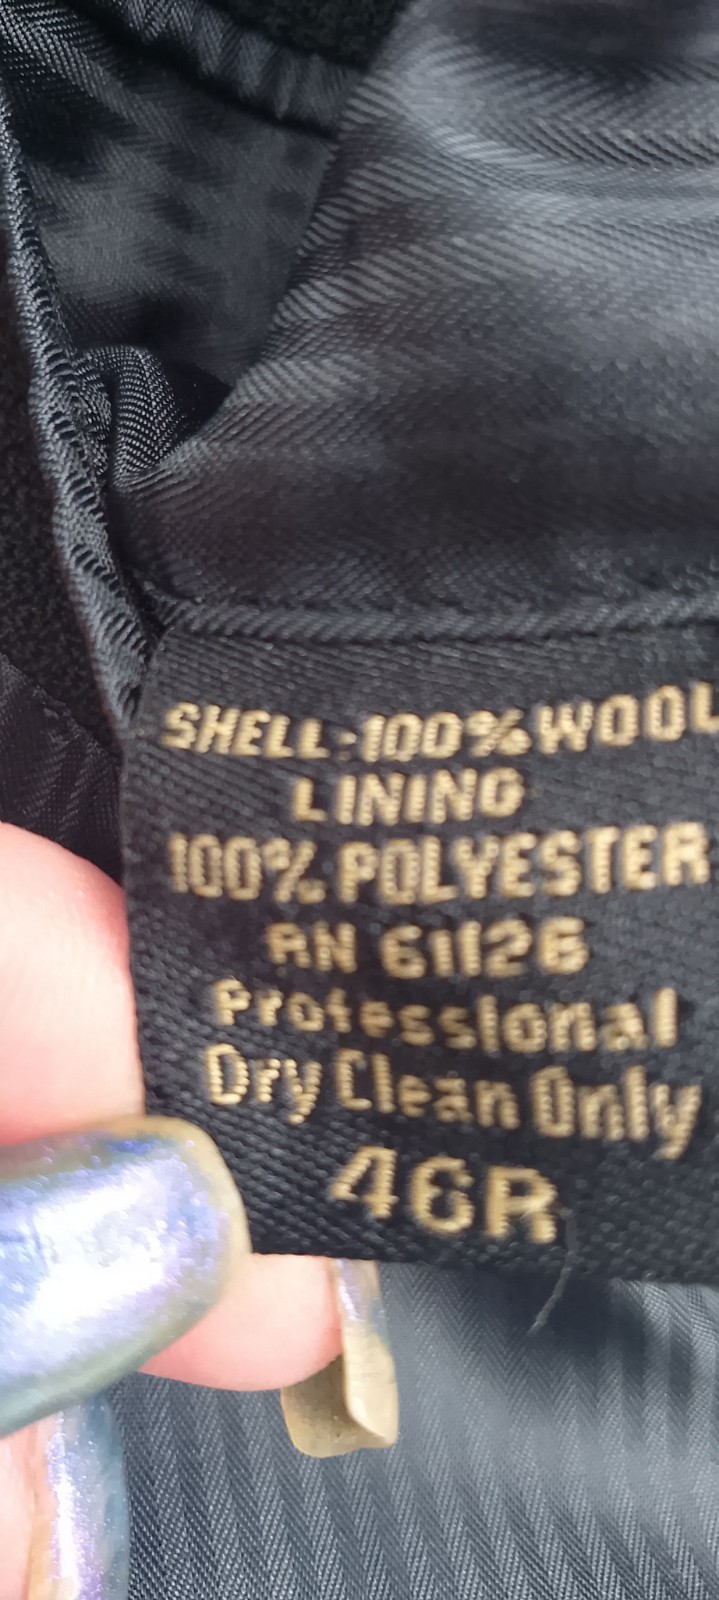 SHELL:100%WOOL
LINING
100% POLYESTER
RN 61126
Professional
Dry Clean Only
46R